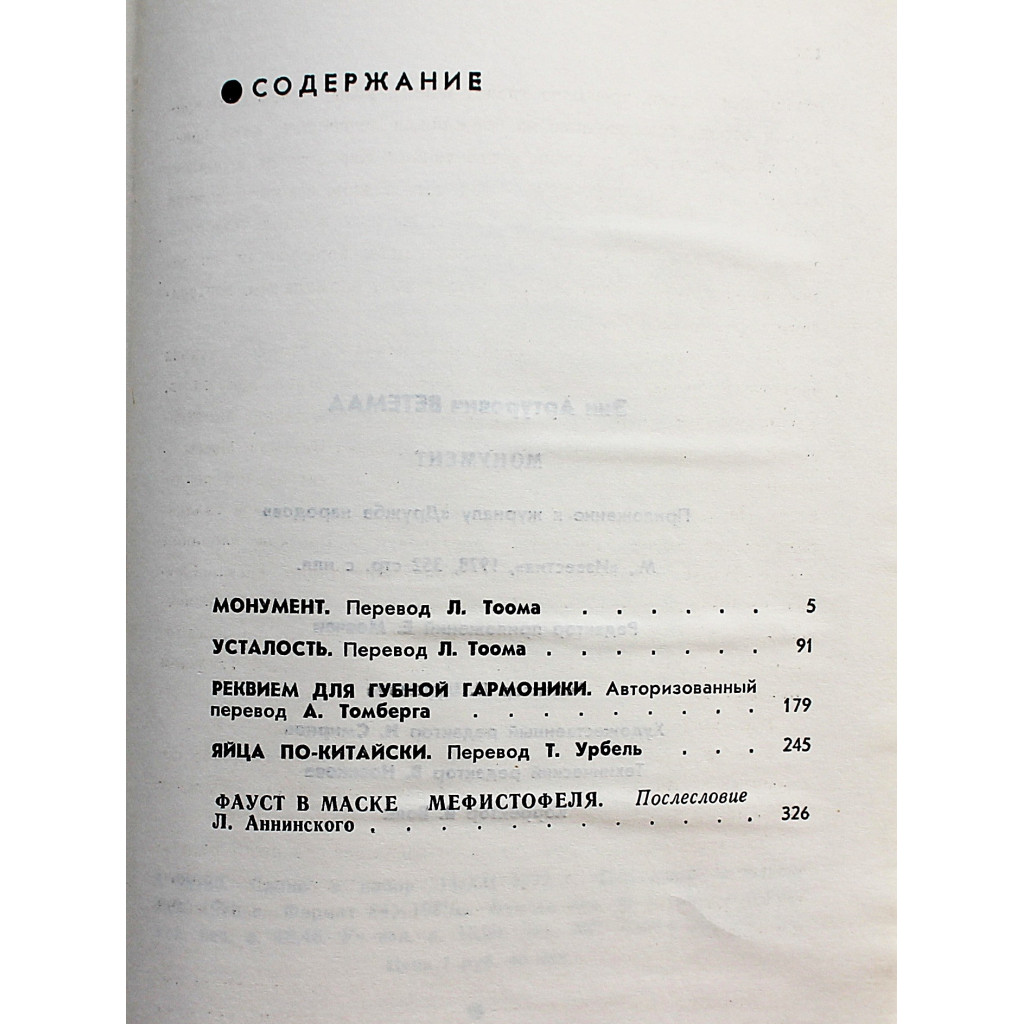 ● СОДЕРЖАНИЕ
МОНУМЕНТ. Перевод Л. Тоома . . . . . . 5
УСТАЛОСТЬ. Перевод Л. Тоома . . . . . . . 91
РЕКВИЕМ ДЛЯ ГУБНОЙ ГАРМОНИКИ. Авторизованный
перевод А. Томберга . . . . . . . . . 179
ЯЙЦА ПО-КИТАЙСКИ. Перевод Т. Урбель . . . 245
ФАУСТ В МАСКЕ МЕФИСТОФЕЛЯ. Послесловие
Л. Аннинского . . . . . . . . . . . . 326